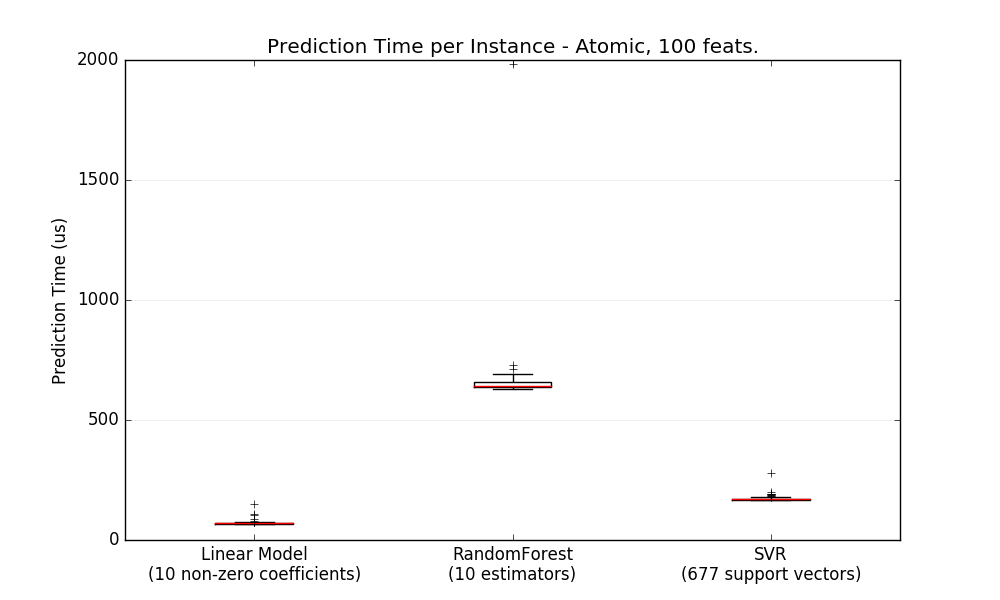 Prediction Time per Instance - Atomic, 100 feats.
2000
1500
1000
500
0
Prediction Time (us)
Linear Model
(10 non-zero coefficients)
RandomForest
(10 estimators)
SVR
(677 support vectors)